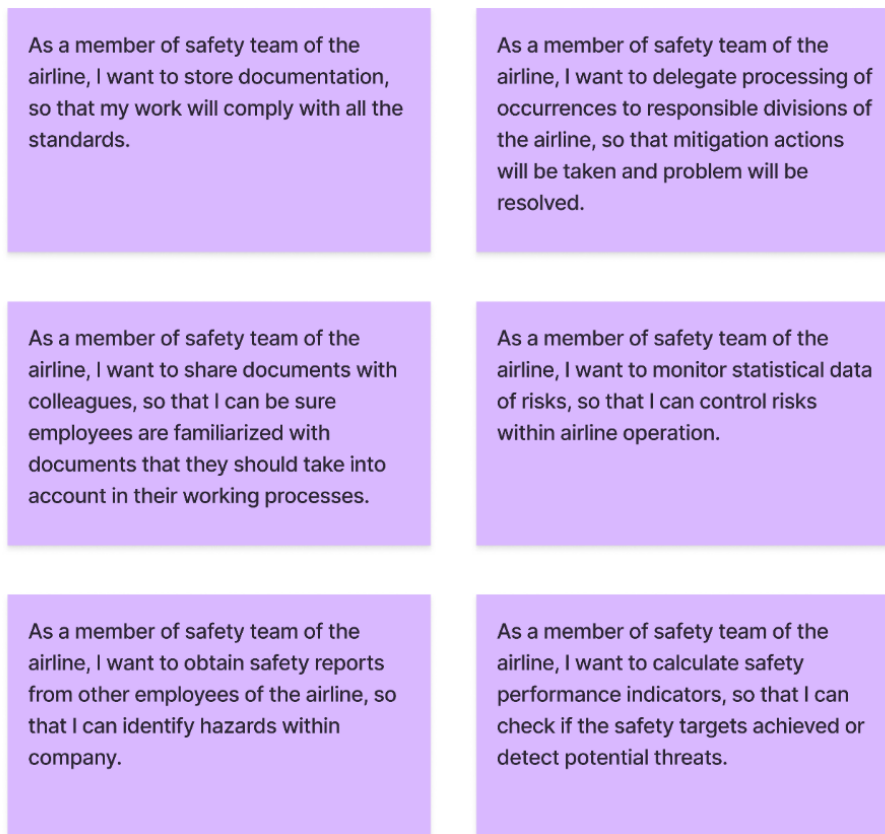 As a member of safety team of the
airline, I want to store documentation,
so that my work will comply with all the
standards.
As a member of safety team of the
airline, I want to delegate processing of
occurrences to responsible divisions of
the airline, so that mitigation actions
will be taken and problem will be
resolved.
As a member of safety team of the
airline, I want to share documents with
colleagues, so that I can be sure
employees are familiarized with
documents that they should take into
account in their working processes.
As a member of safety team of the
airline, I want to monitor statistical data
of risks, so that I can control risks
within airline operation.
As a member of safety team of the
airline, I want to obtain safety reports
from other employees of the airline, so
that I can identify hazards within
company.
As a member of safety team of the
airline, I want to calculate safety
performance indicators, so that I can
check if the safety targets achieved or
detect potential threats.